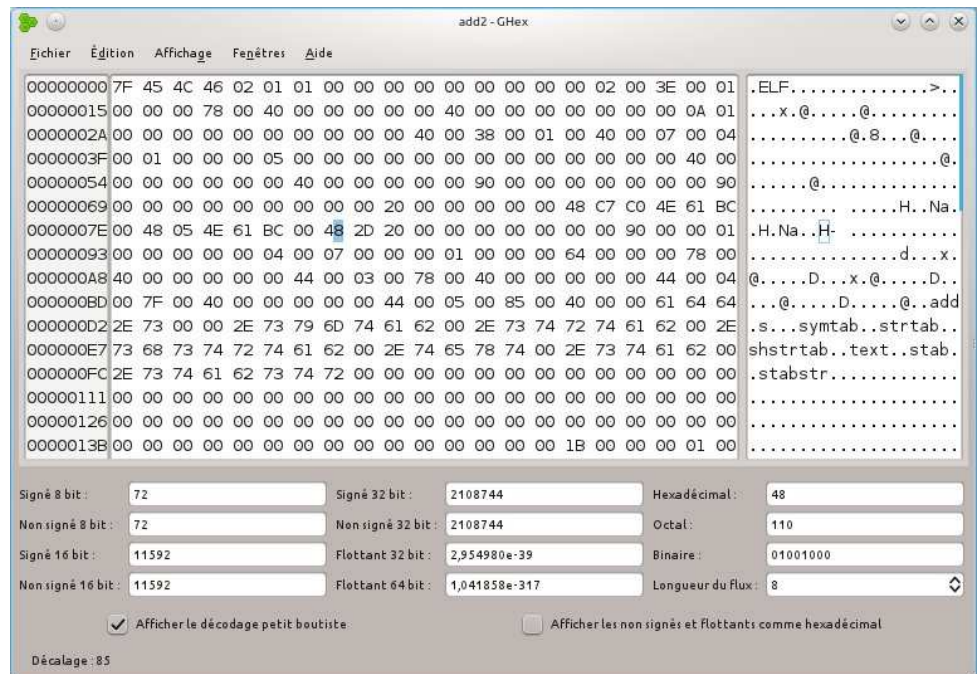 add2 - GHex
Fichier Édition Affichage Fenêtres Aide
00000000 7F 45 4C 46 02 01 01 00 00 00 00 00 00 00 00 00 02 00 3E 00 01 .ELF..............>..
00000015 00 00 00 78 00 40 00 00 00 00 00 40 00 00 00 00 00 00 00 0A 01 ...x.@.....@.........
0000002A 00 00 00 00 00 00 00 00 00 00 40 00 38 00 01 00 40 00 07 00 04 ..........@.8...@....
0000003F 00 01 00 00 00 05 00 00 00 00 00 00 00 00 00 00 00 00 00 40 00 ...................@.
00000054 00 00 00 00 00 00 40 00 00 00 00 00 90 00 00 00 00 00 00 00 90 ......@..............
00000069 00 00 00 00 00 00 00 00 00 20 00 00 00 00 00 48 C7 C0 4E 61 BC ......... .....H..Na.
0000007E 00 48 05 4E 61 BC 00 48 2D 20 00 00 00 00 00 00 00 90 00 00 01 .H.Na..H- ...........
00000093 00 00 00 00 00 04 00 07 00 00 00 01 00 00 00 64 00 00 00 78 00 ...............d...x.
000000A8 40 00 00 00 00 00 44 00 03 00 78 00 40 00 00 00 00 00 44 00 04 @.....D...x.@.....D..
000000BD 00 7F 00 40 00 00 00 00 00 44 00 05 00 85 00 40 00 00 61 64 64 ...@.....D.....@..add
000000D2 2E 73 00 00 2E 73 79 6D 74 61 62 00 2E 73 74 72 74 61 62 00 2E .s...symtab..strtab..
000000E7 73 68 73 74 72 74 61 62 00 2E 74 65 78 74 00 2E 73 74 61 62 00 shstrtab..text..stab.
000000FC 2E 73 74 61 62 73 74 72 00 00 00 00 00 00 00 00 00 00 00 00 00 .stabstr.............
00000111 00 00 00 00 00 00 00 00 00 00 00 00 00 00 00 00 00 00 00 00 00 .....................
00000126 00 00 00 00 00 00 00 00 00 00 00 00 00 00 00 00 00 00 00 00 00 .....................
0000013B 00 00 00 00 00 00 00 00 00 00 00 00 00 00 00 1B 00 00 00 01 00 .....................
Signé 8 bit : 72 Signé 32 bit : 2108744 Hexadécimal : 48
Non signé 8 bit : 72 Non signé 32 bit : 2108744 Octal : 110
Signé 16 bit : 11592 Flottant 32 bit : 2,954980e-39 Binaire : 01001000
Non signé 16 bit : 11592 Flottant 64 bit : 1,041858e-317 Longueur du flux : 8
Afficher le décodage petit boutiste Afficher les non signés et flottants comme hexadécimal
Décalage : 85